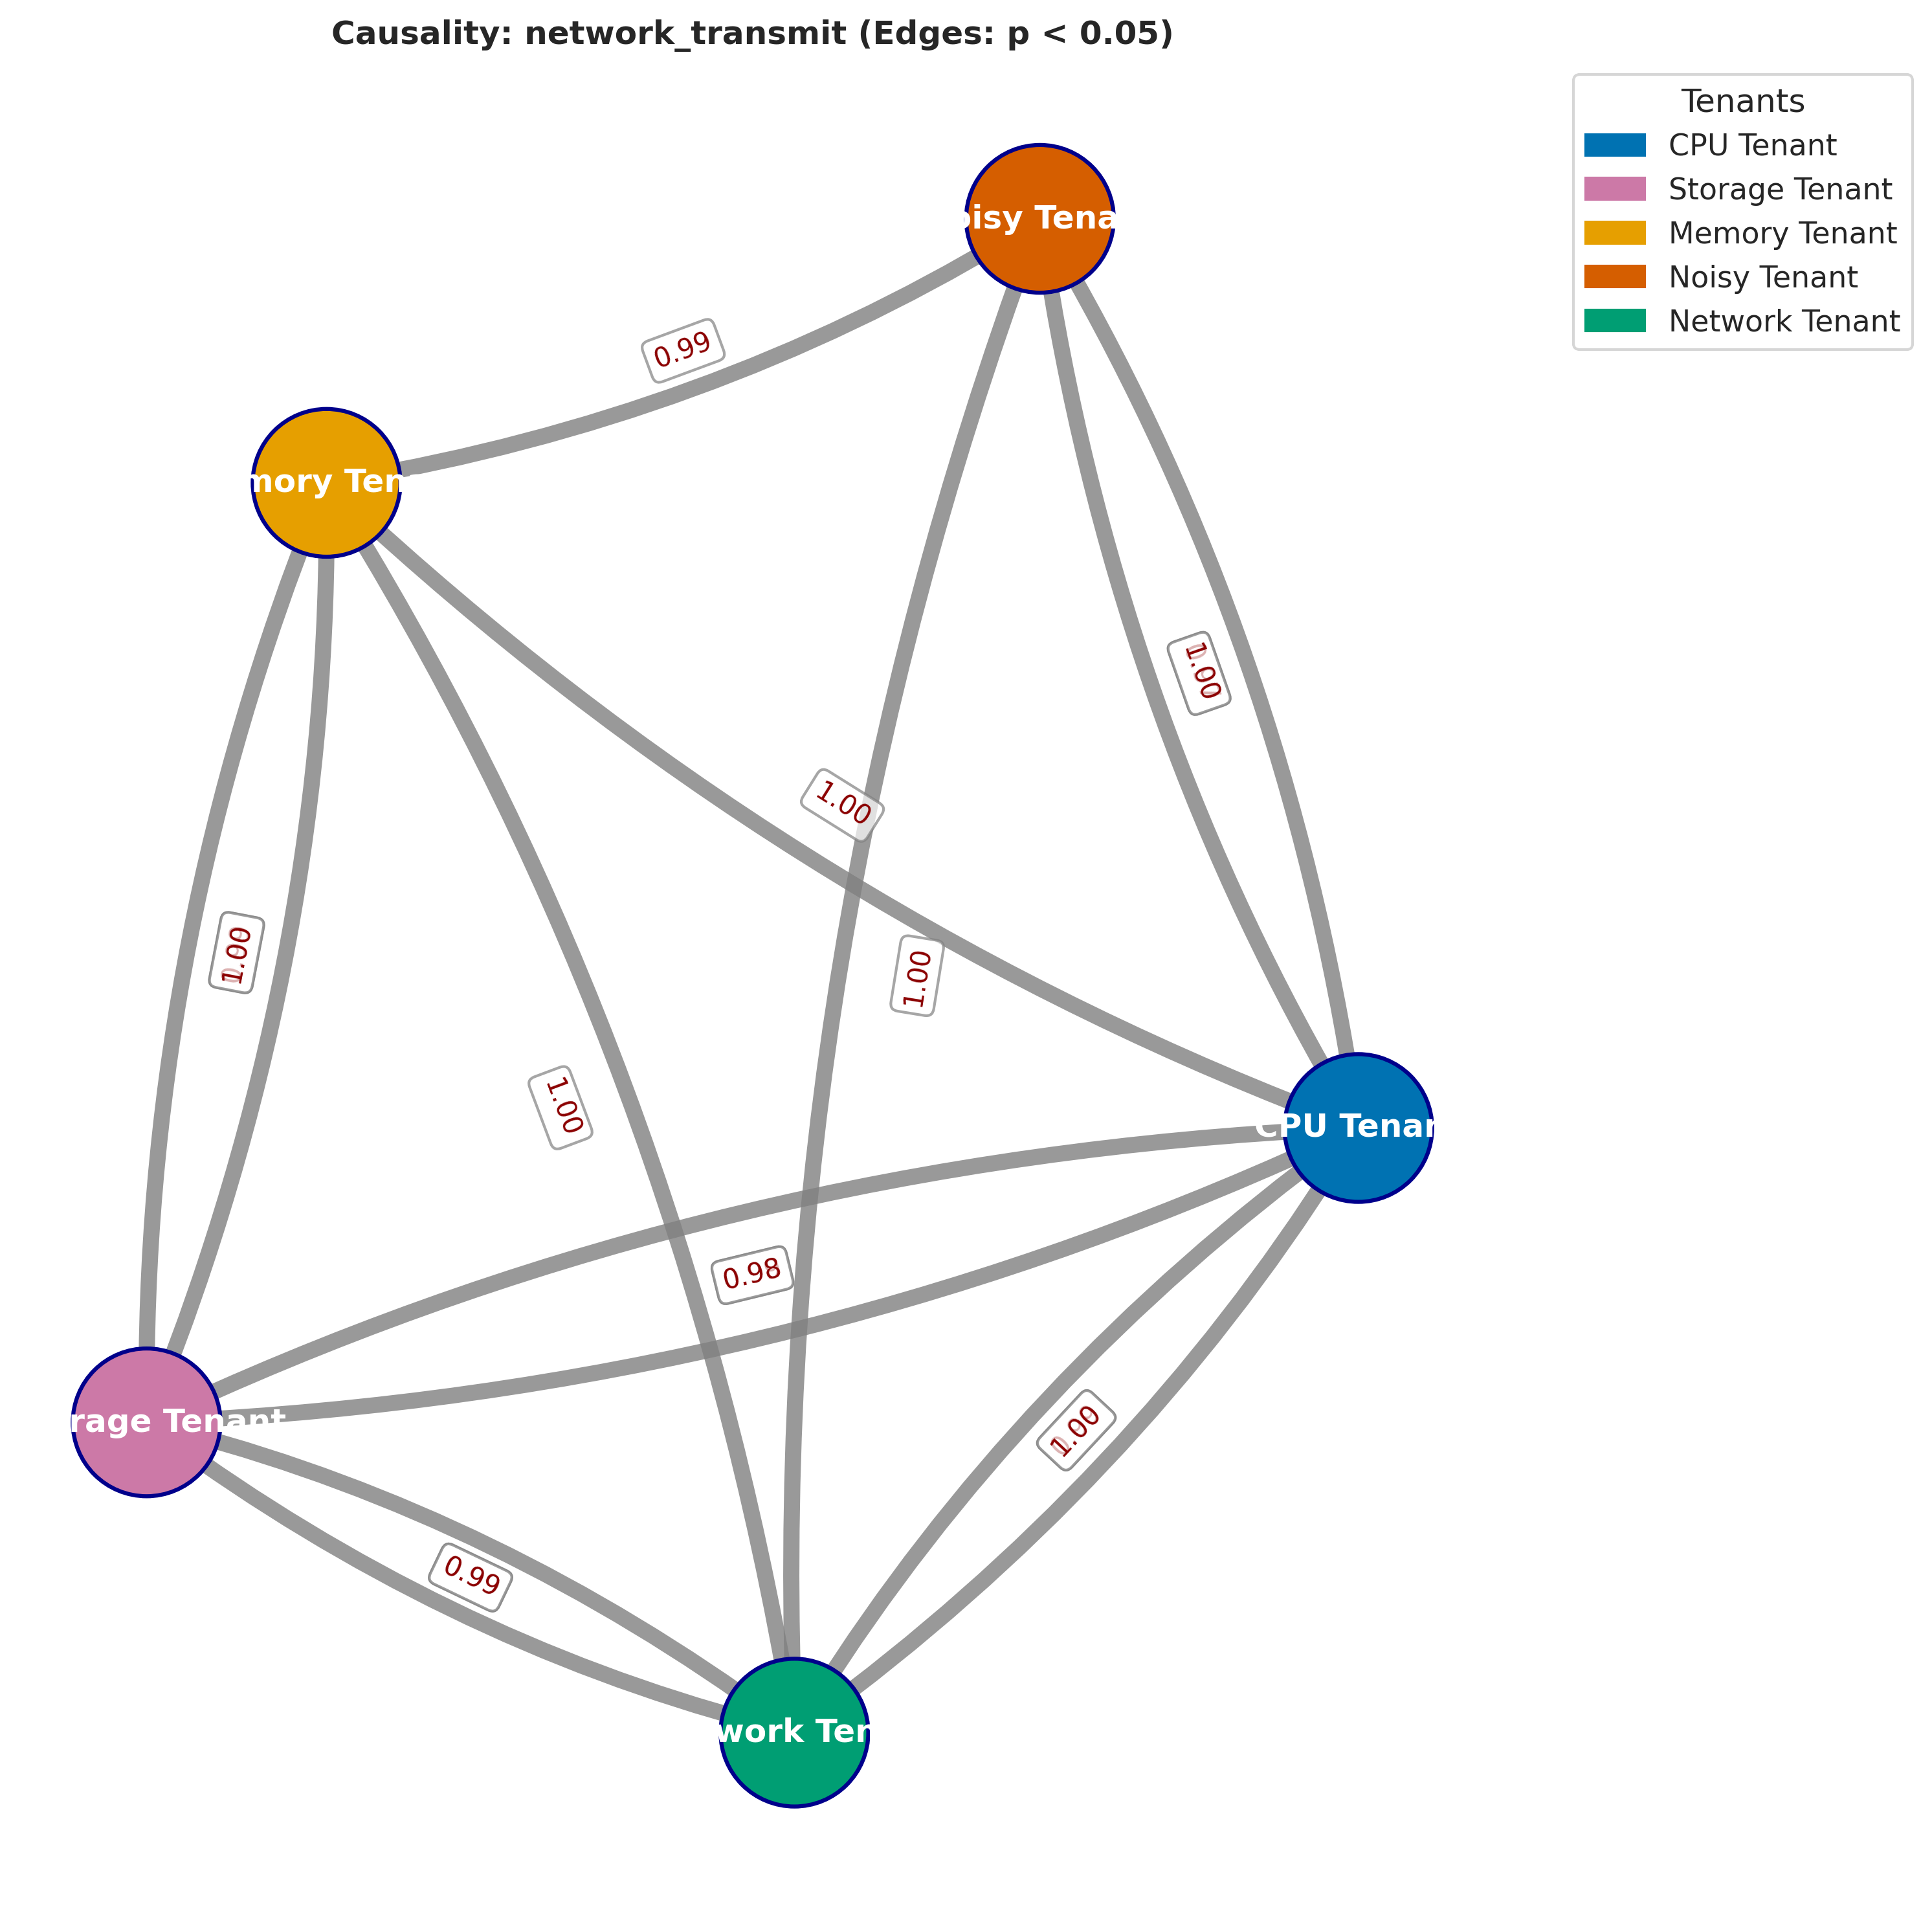 Causality: network_transmit (Edges: p < 0.05)
Tenants
CPU Tenant
Storage Tenant
Memory Tenant
Noisy Tenant
Network Tenant
oisy Tena
0.99
mory Ten
1.00
1.00
1.00
1.00
1.00
CPU Tenan
0.98
rage Tenant
1.00
0.99
work Ten